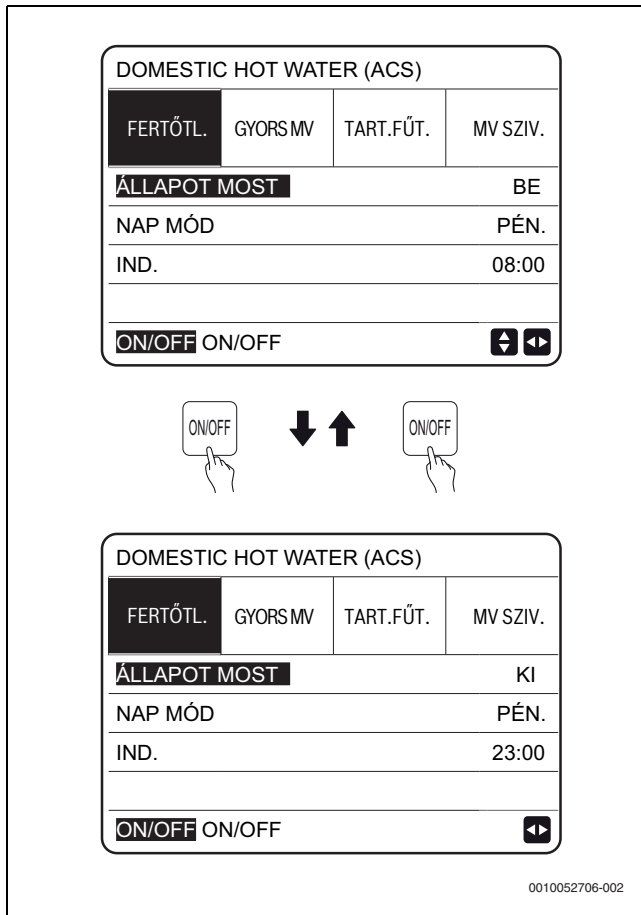 DOMESTIC HOT WATER (ACS)
FERTŐTL. GYORS MV TART.FŰT. MV SZIV.
ÁLLAPOT MOST BE
NAP MÓD PÉN.
IND. 08:00
ON/OFF ON/OFF
ON/OFF ON/OFF
DOMESTIC HOT WATER (ACS)
FERTŐTL. GYORS MV TART.FŰT. MV SZIV.
ÁLLAPOT MOST KI
NAP MÓD PÉN.
IND. 23:00
ON/OFF ON/OFF
0010052706-002